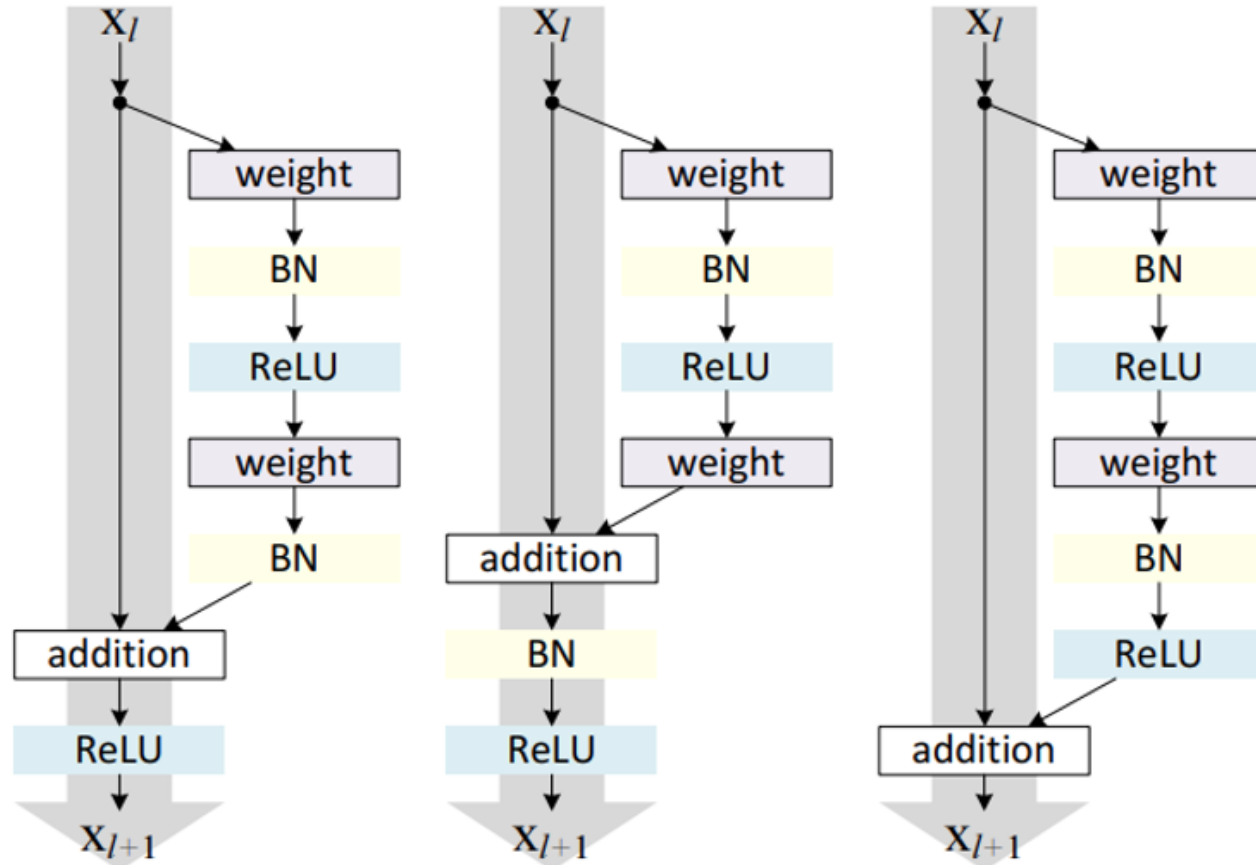 x_l
weight
BN
ReLU
weight
BN
addition
ReLU
x_{l+1}
x_l
weight
BN
ReLU
weight
addition
BN
ReLU
x_{l+1}
x_l
weight
BN
ReLU
weight
BN
ReLU
addition
x_{l+1}